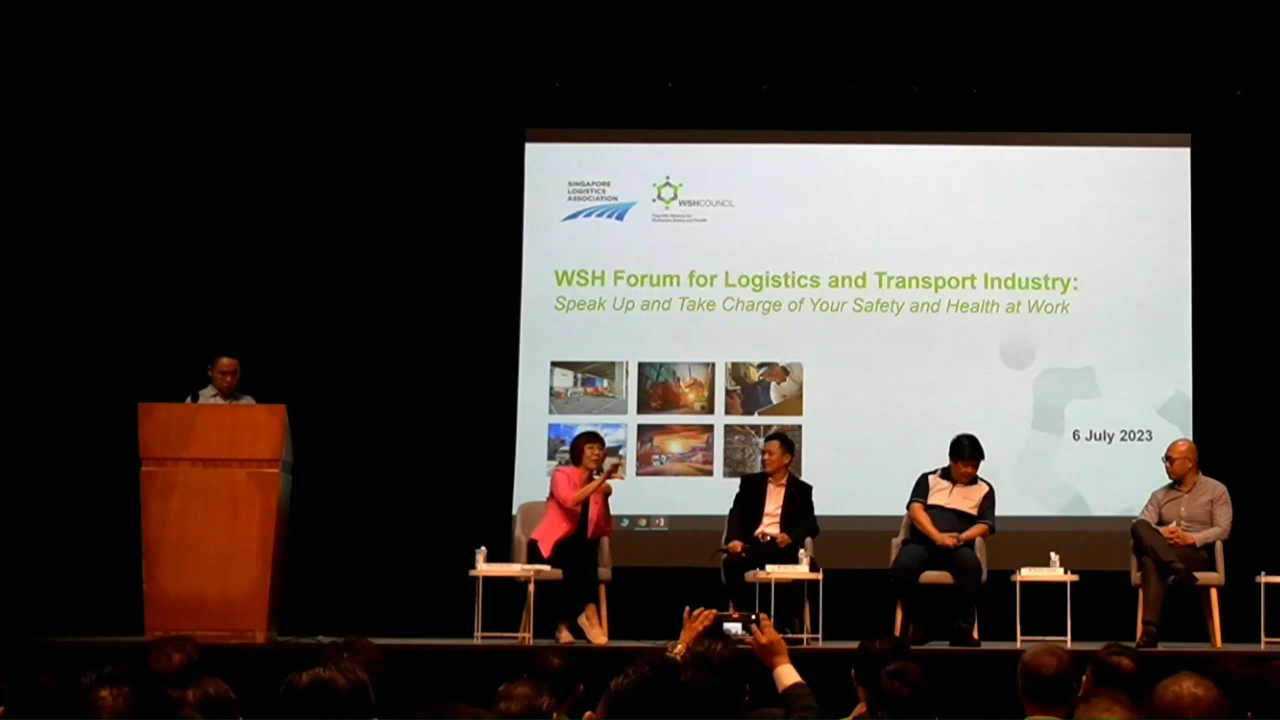 SINGAPORE
LOGISTICS
ASSOCIATION
WSHCOUNCIL
WSH Forum for Logistics and Transport Industry:
Speak Up and Take Charge of Your Safety and Health at Work
6 July 2023